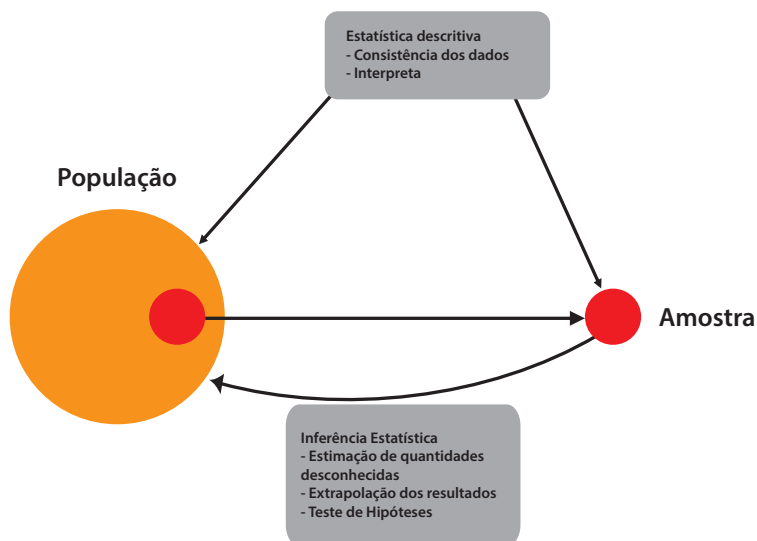 Estatística descritiva
- Consistência dos dados
- Interpreta
População
Amostra
Inferência Estatística
- Estimação de quantidades
desconhecidas
- Extrapolação dos resultados
- Teste de Hipóteses